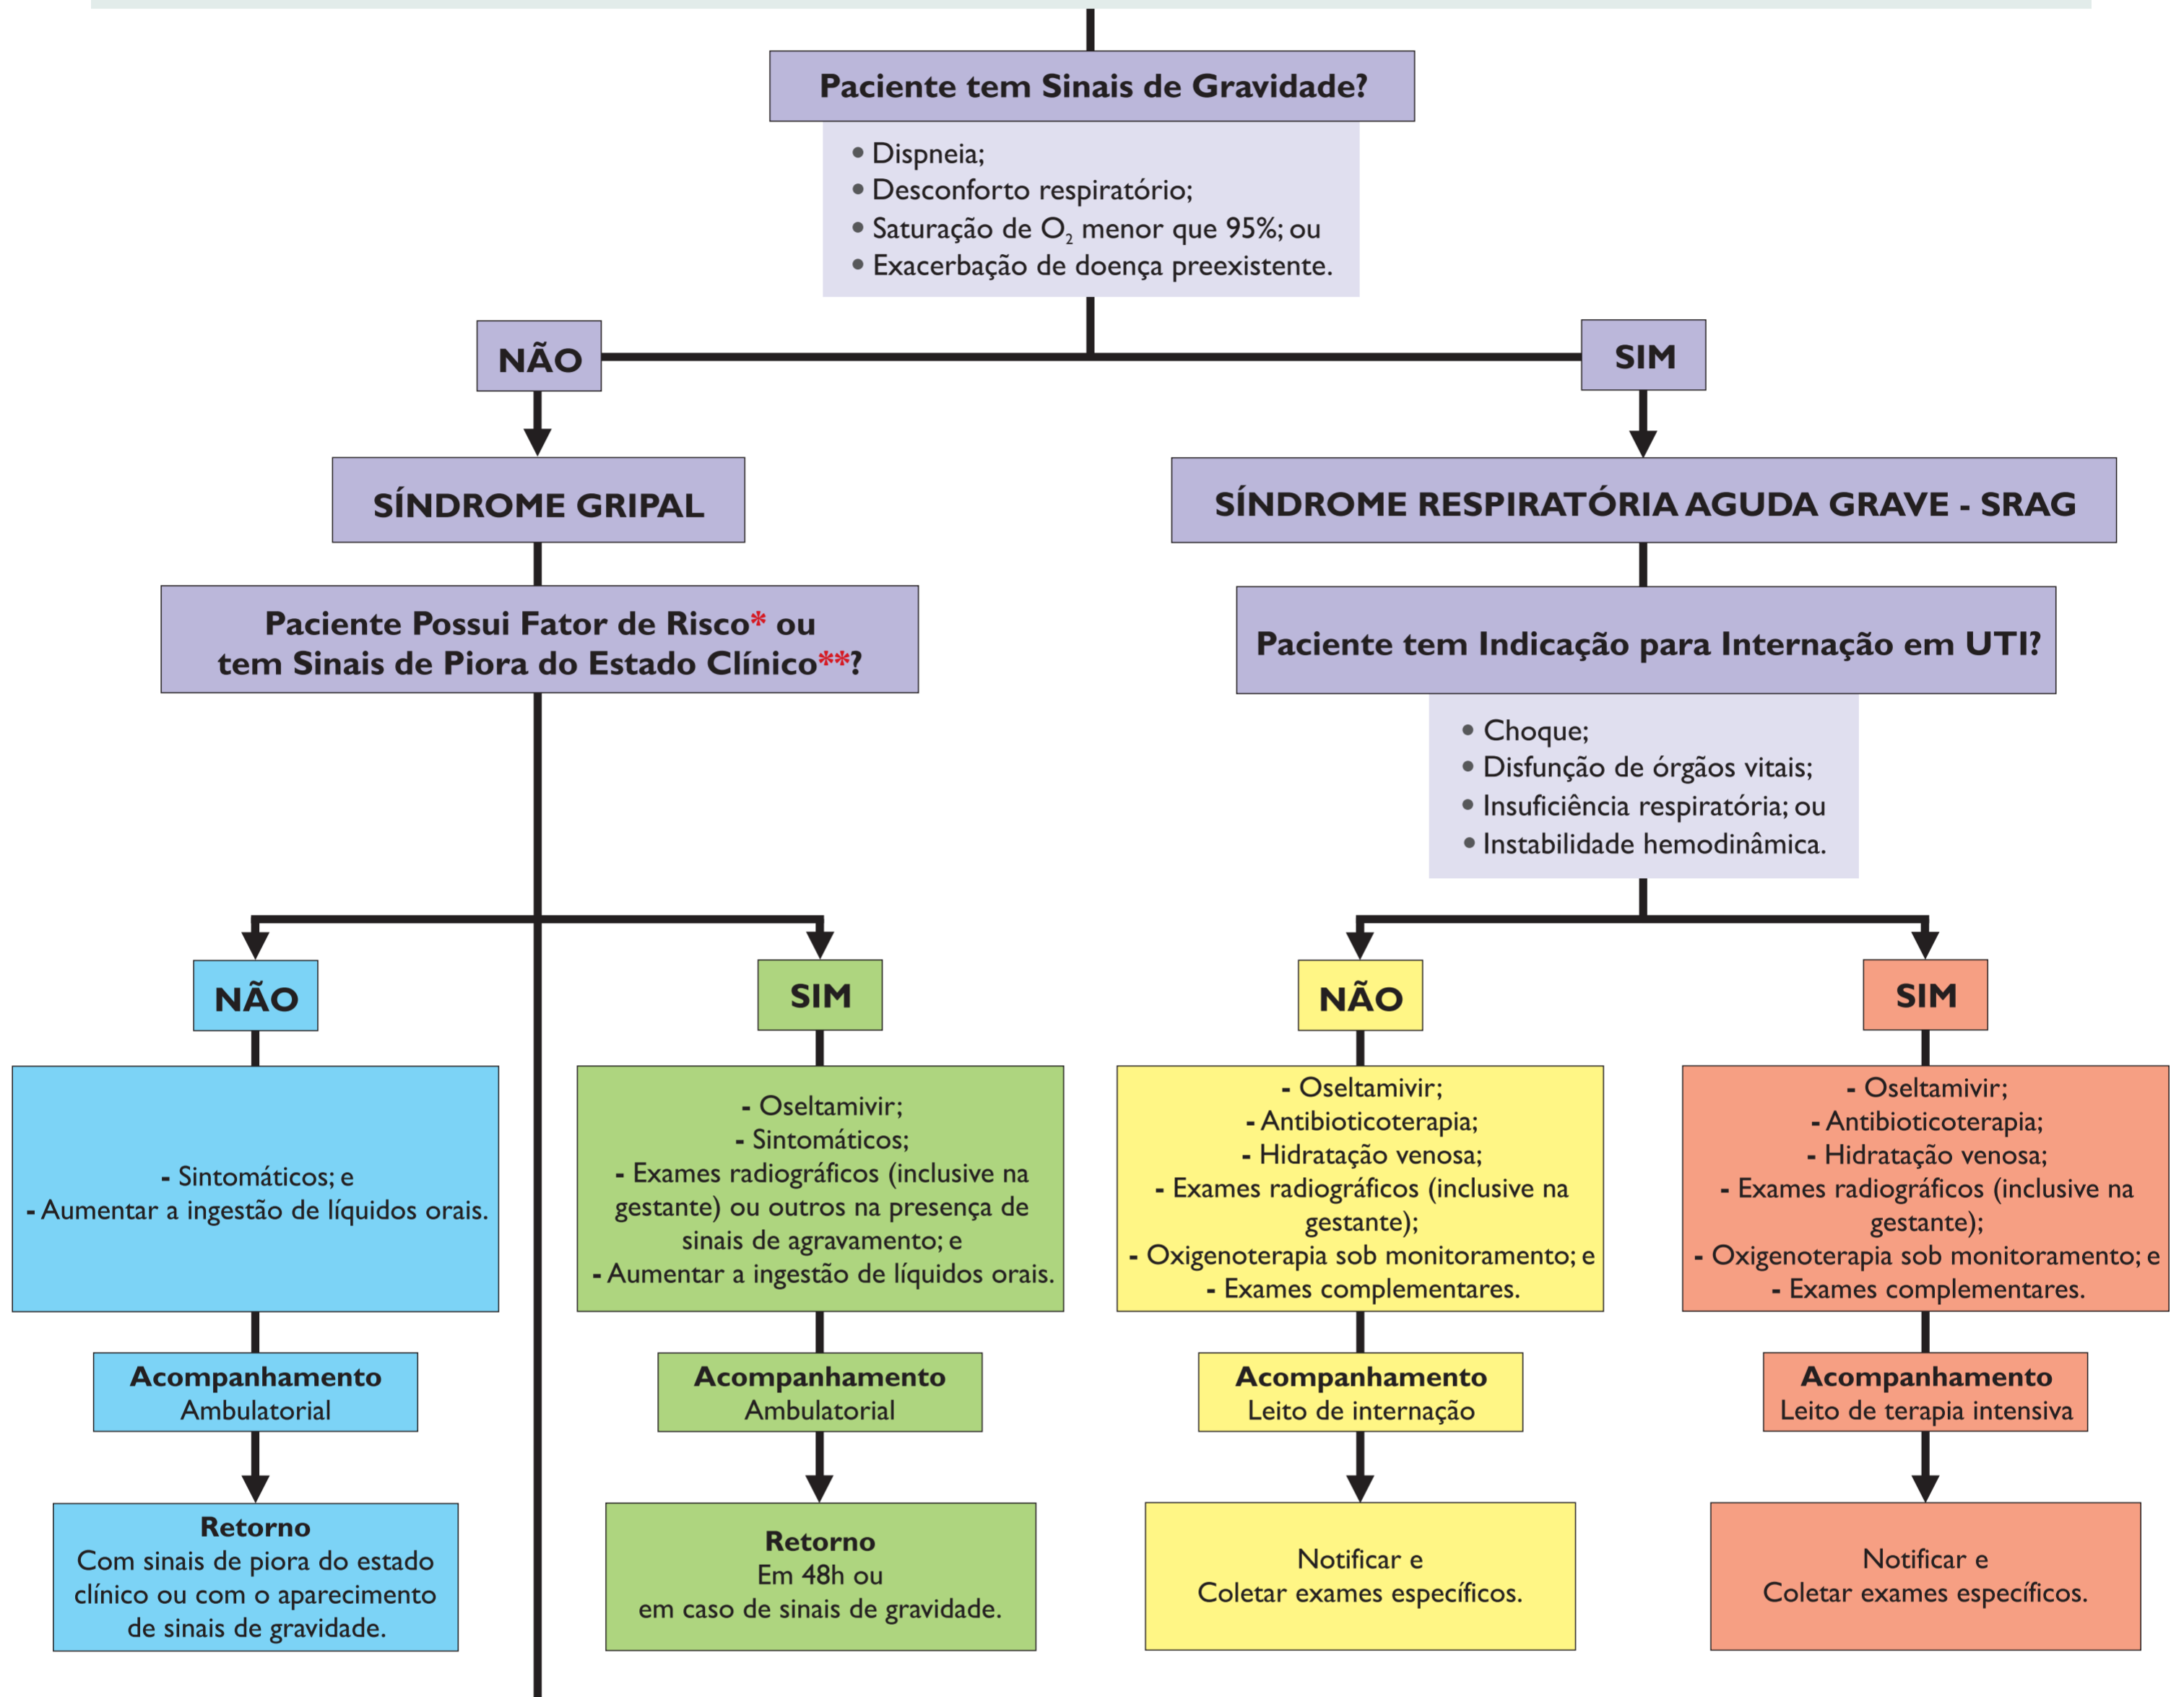 Paciente tem Sinais de Gravidade?
• Dispneia;
• Desconforto respiratório;
• Saturação de O₂ menor que 95%; ou
• Exacerbação de doença preexistente.
NÃO
SIM
SÍNDROME GRIPAL
SÍNDROME RESPIRATÓRIA AGUDA GRAVE - SRAG
Paciente Possui Fator de Risco* ou
tem Sinais de Piora do Estado Clínico**?
Paciente tem Indicação para Internação em UTI?
• Choque;
• Disfunção de órgãos vitais;
• Insuficiência respiratória; ou
• Instabilidade hemodinâmica.
NÃO
- Sintomáticos; e
- Aumentar a ingestão de líquidos orais.
Acompanhamento
Ambulatorial
Retorno
Com sinais de piora do estado
clínico ou com o aparecimento
de sinais de gravidade.
SIM
- Oseltamivir;
- Sintomáticos;
- Exames radiográficos (inclusive na
gestante) ou outros na presença de
sinais de agravamento; e
- Aumentar a ingestão de líquidos orais.
Acompanhamento
Ambulatorial
Retorno
Em 48h ou
em caso de sinais de gravidade.
NÃO
- Oseltamivir;
- Antibioticoterapia;
- Hidratação venosa;
- Exames radiográficos (inclusive na
gestante);
- Oxigenoterapia sob monitoramento; e
- Exames complementares.
Acompanhamento
Leito de internação
Notificar e
Coletar exames específicos.
SIM
- Oseltamivir;
- Antibioticoterapia;
- Hidratação venosa;
- Exames radiográficos (inclusive na
gestante);
- Oxigenoterapia sob monitoramento; e
- Exames complementares.
Acompanhamento
Leito de terapia intensiva
Notificar e
Coletar exames específicos.